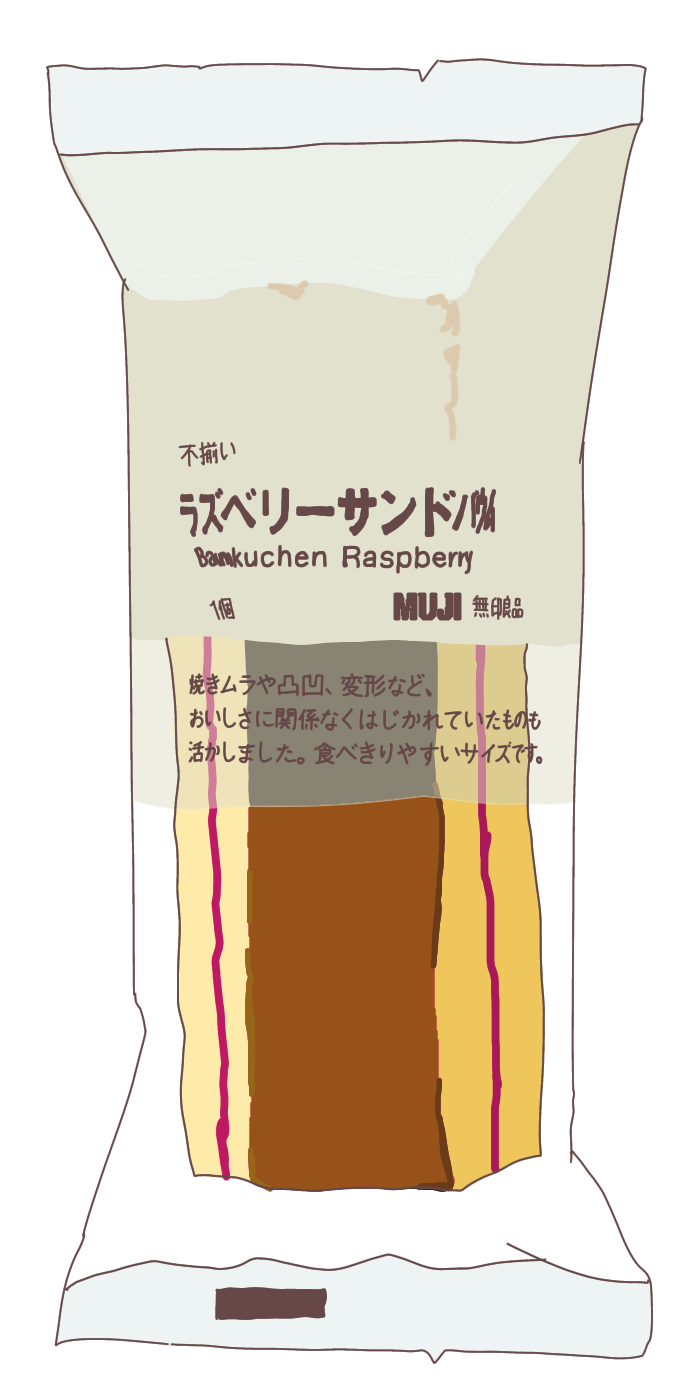 不揃い
ラズベリーサンドバウム
Baumkuchen Raspberry
1個
MUJI 無印良品
焼きムラや凸凹、変形など、
おいしさに関係なくはじかれていたものも
活かしました。食べきりやすいサイズです。